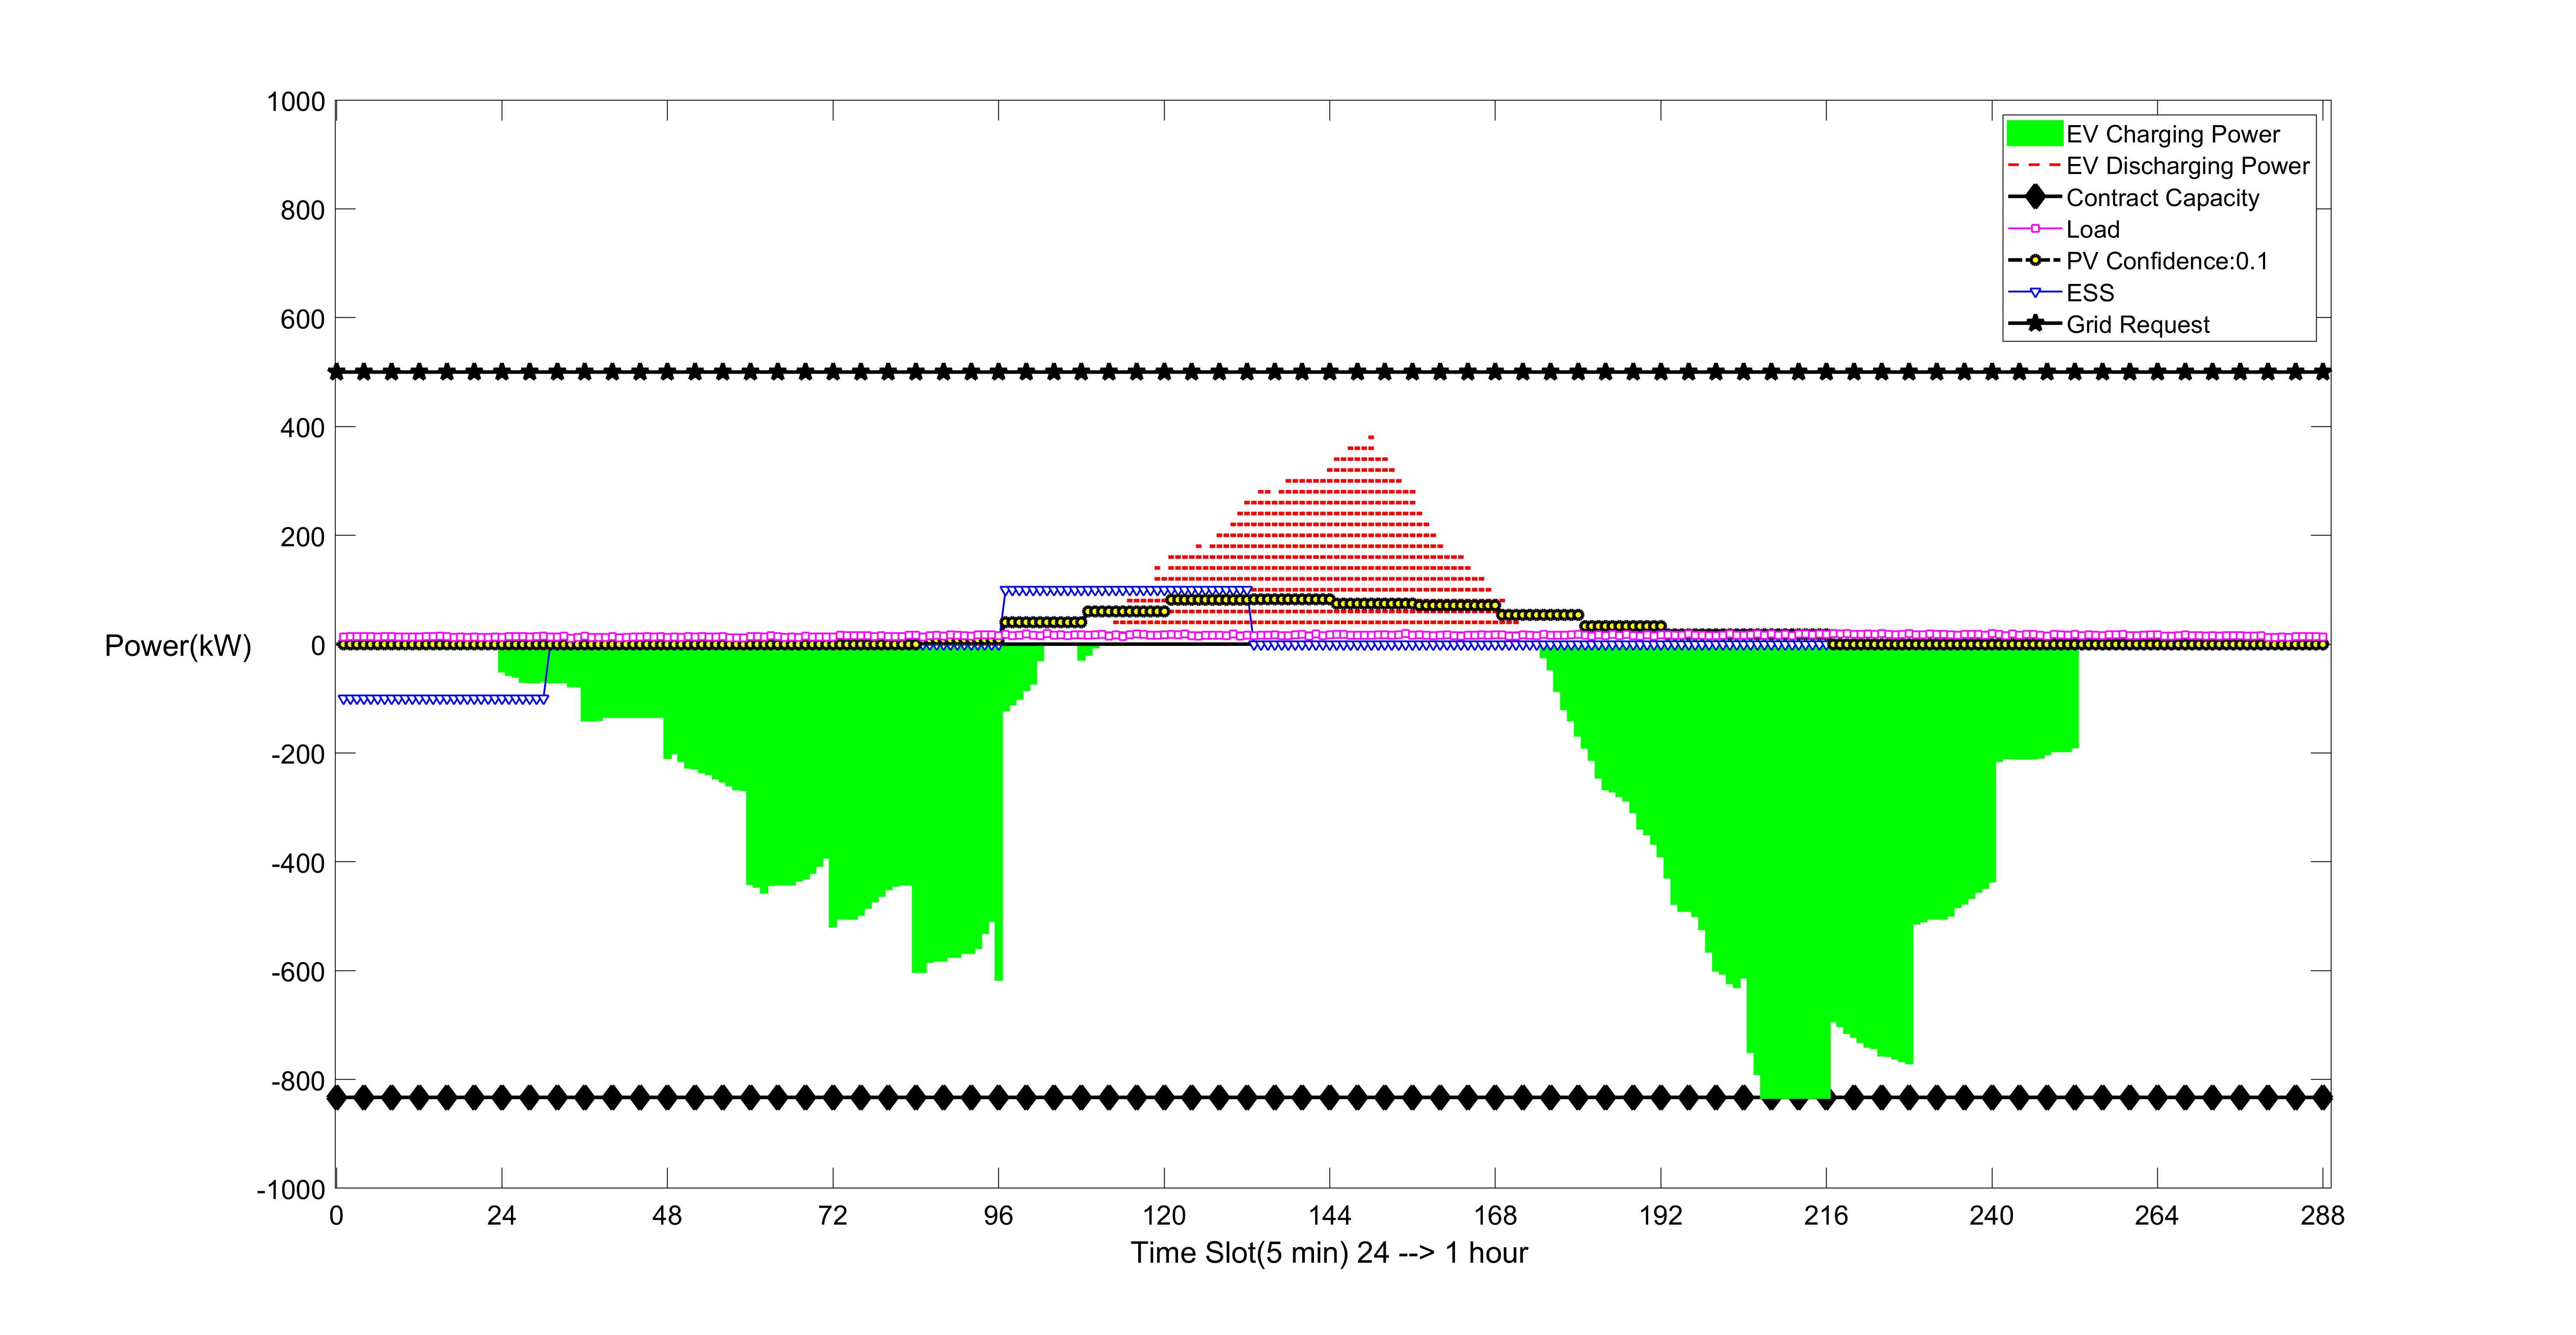 1000
800
600
400
200
0
-200
-400
-600
-800
-1000
Power(kW)
EV Charging Power
EV Discharging Power
Contract Capacity
Load
PV Confidence:0.1
ESS
Grid Request
0 24 48 72 96 120 144 168 192 216 240 264 288
Time Slot(5 min) 24 --> 1 hour